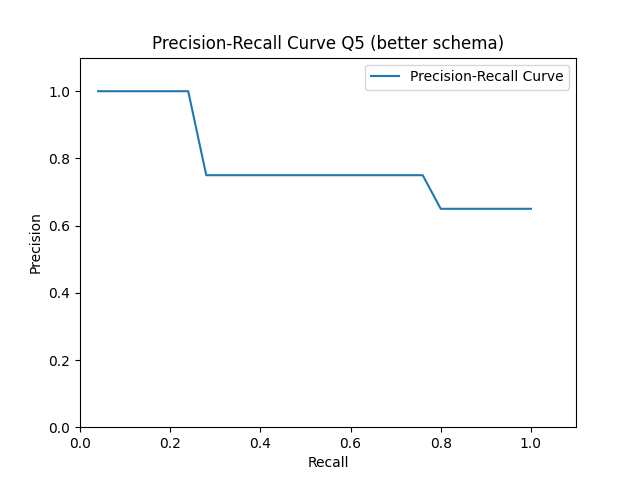 Precision-Recall Curve Q5 (better schema)
Precision-Recall Curve
1.0
0.8
0.6
0.4
0.2
0.0
Precision
0.0 0.2 0.4 0.6 0.8 1.0
Recall